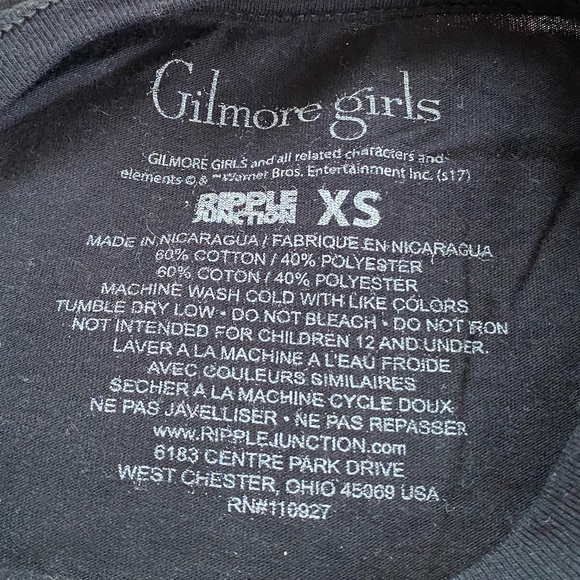 Gilmore girls
GILMORE GIRLS and all related characters and
elements © & ™ Warner Bros. Entertainment Inc. (s17)
RIPPLE
JUNCTION XS
MADE IN NICARAGUA / FABRIQUE EN NICARAGUA
60% COTTON / 40% POLYESTER
60% COTON / 40% POLYESTER
MACHINE WASH COLD WITH LIKE COLORS
TUMBLE DRY LOW • DO NOT BLEACH • DO NOT IRON
NOT INTENDED FOR CHILDREN 12 AND UNDER.
LAVER A LA MACHINE A L'EAU FROIDE
AVEC COULEURS SIMILAIRES
SECHER A LA MACHINE CYCLE DOUX
NE PAS JAVELLISER • NE PAS REPASSER
www.RIPPLEJUNCTION.com
6183 CENTRE PARK DRIVE
WEST CHESTER, OHIO 45069 USA
RN#110927